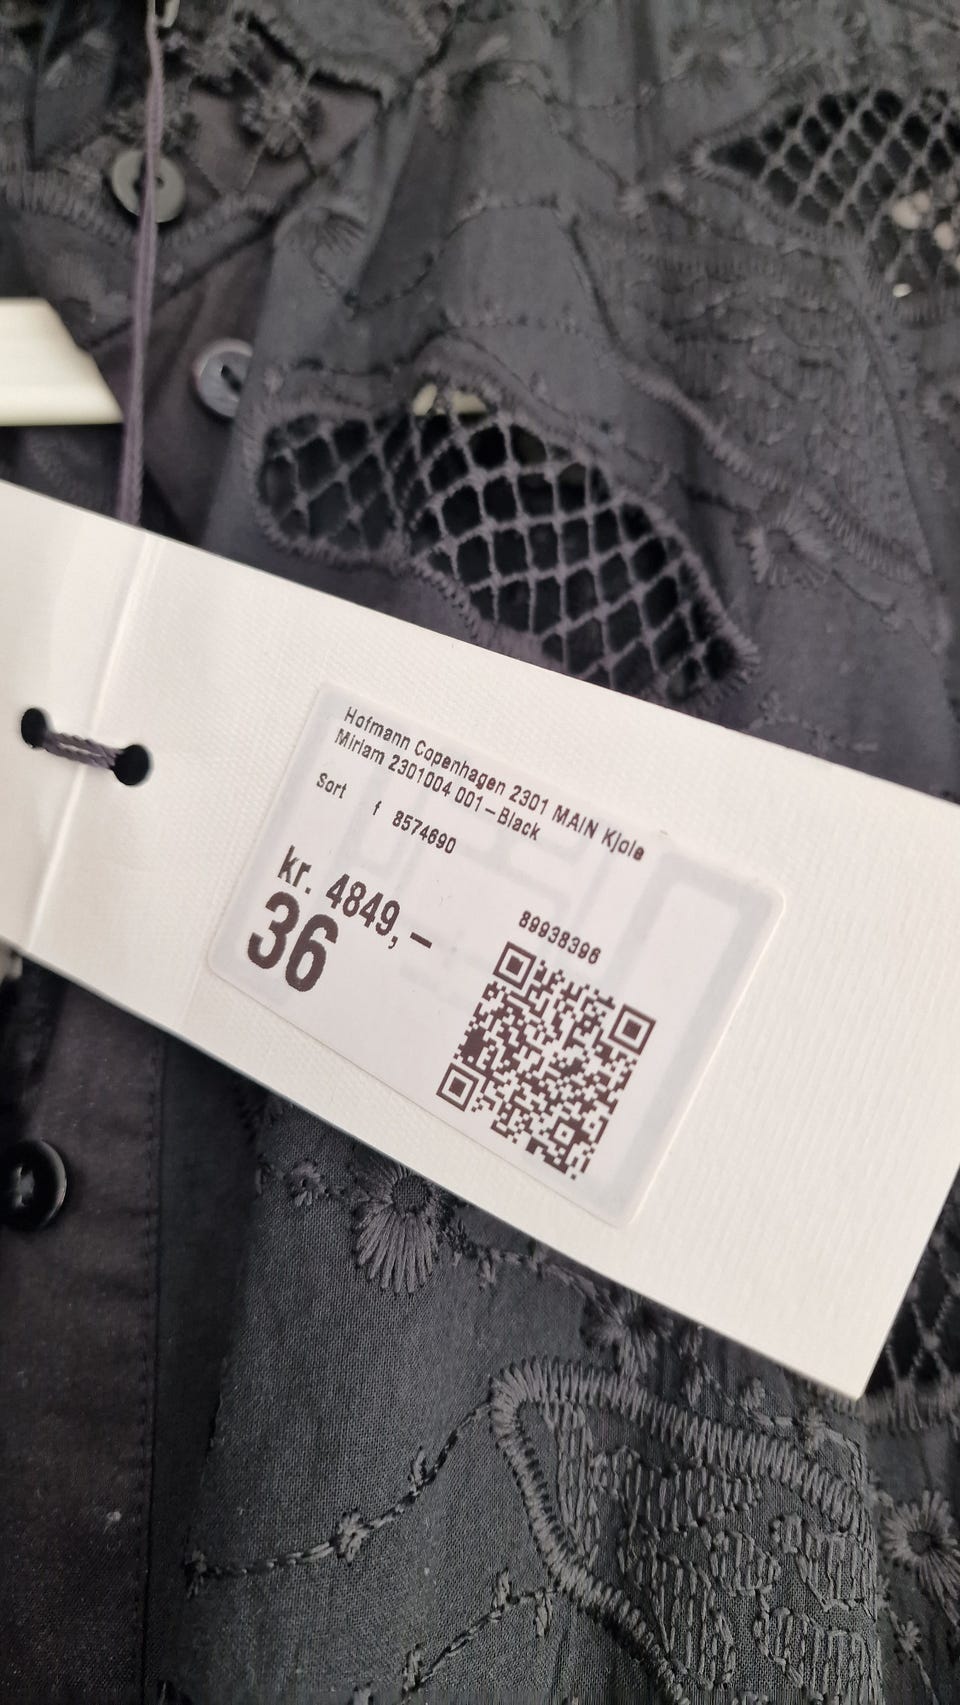 Hofmann Copenhagen 2301 MAIN Kjole
Miriam 2301004 001 – Black
Sort f 8574690
kr. 4849,–
36
89938396